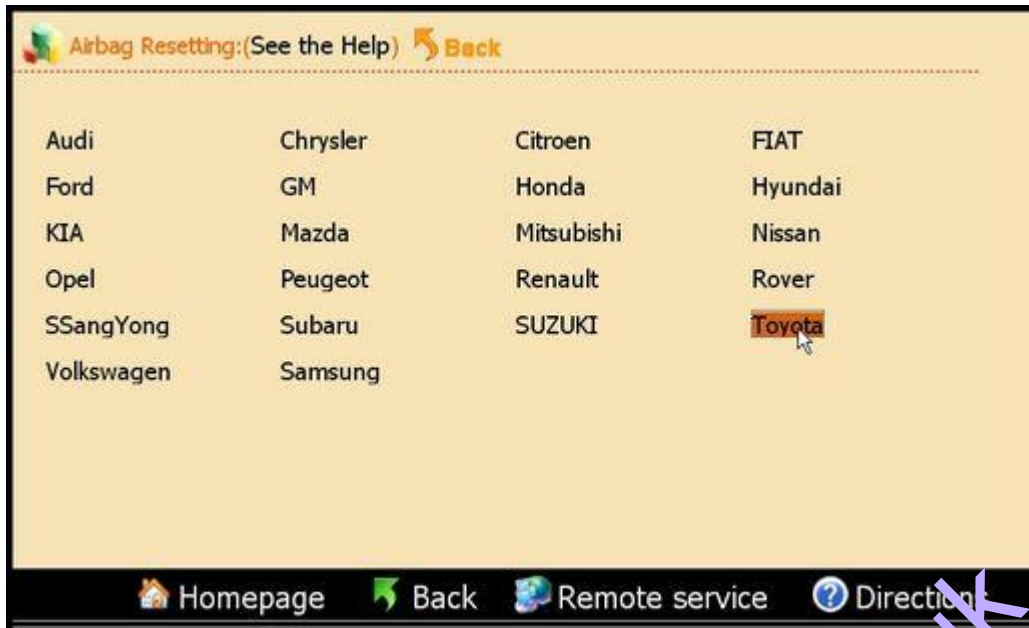 Airbag Resetting:(See the Help) Back
Audi Chrysler Citroen FIAT
Ford GM Honda Hyundai
KIA Mazda Mitsubishi Nissan
Opel Peugeot Renault Rover
SSangYong Subaru SUZUKI Toyota
Volkswagen Samsung
Homepage Back Remote service Directions